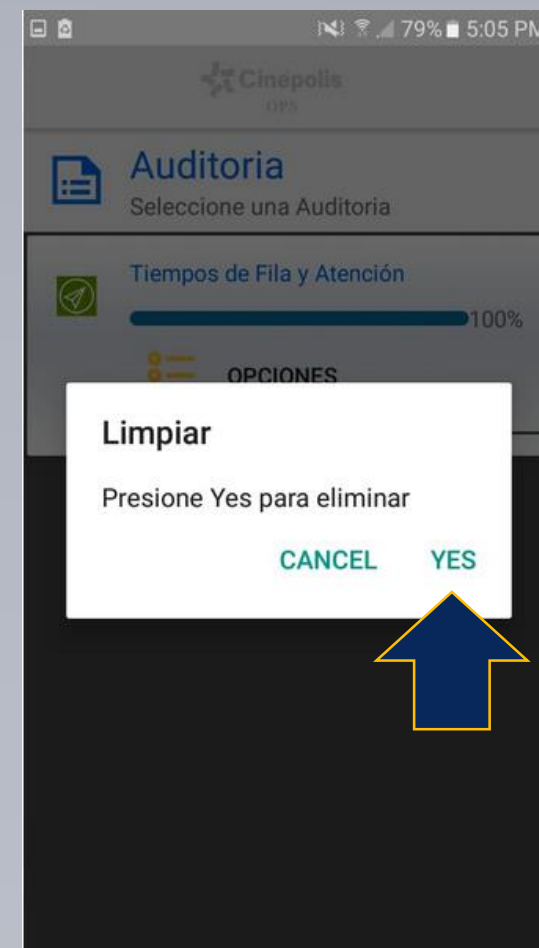 79% 5:05 PM
Cinépolis
OPS
Auditoria
Seleccione una Auditoria
Tiempos de Fila y Atención
100%
OPCIONES
Limpiar
Presione Yes para eliminar
CANCEL YES